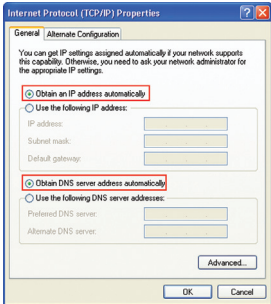 Internet Protocol (TCP/IP) Properties
General
Alternate Configuration
You can get IP settings assigned automatically if your network supports
this capability. Otherwise, you need to ask your network administrator for
the appropriate IP settings.
Obtain an IP address automatically
Use the following IP address:
IP address:
Subnet mask:
Default gateway:
Obtain DNS server address automatically
Use the following DNS server addresses:
Preferred DNS server:
Alternate DNS server:
Advanced...
OK
Cancel